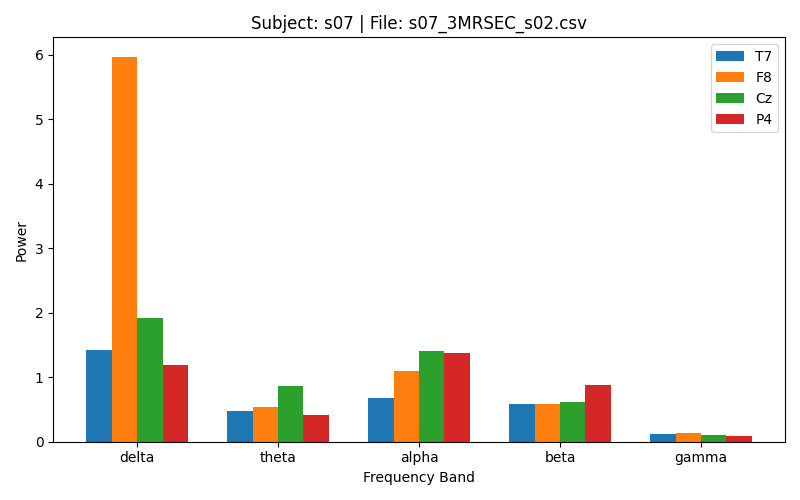 Subject: s07 | File: s07_3MRSEC_s02.csv
T7
F8
Cz
P4
Power
6
5
4
3
2
1
0
delta theta alpha beta gamma
Frequency Band